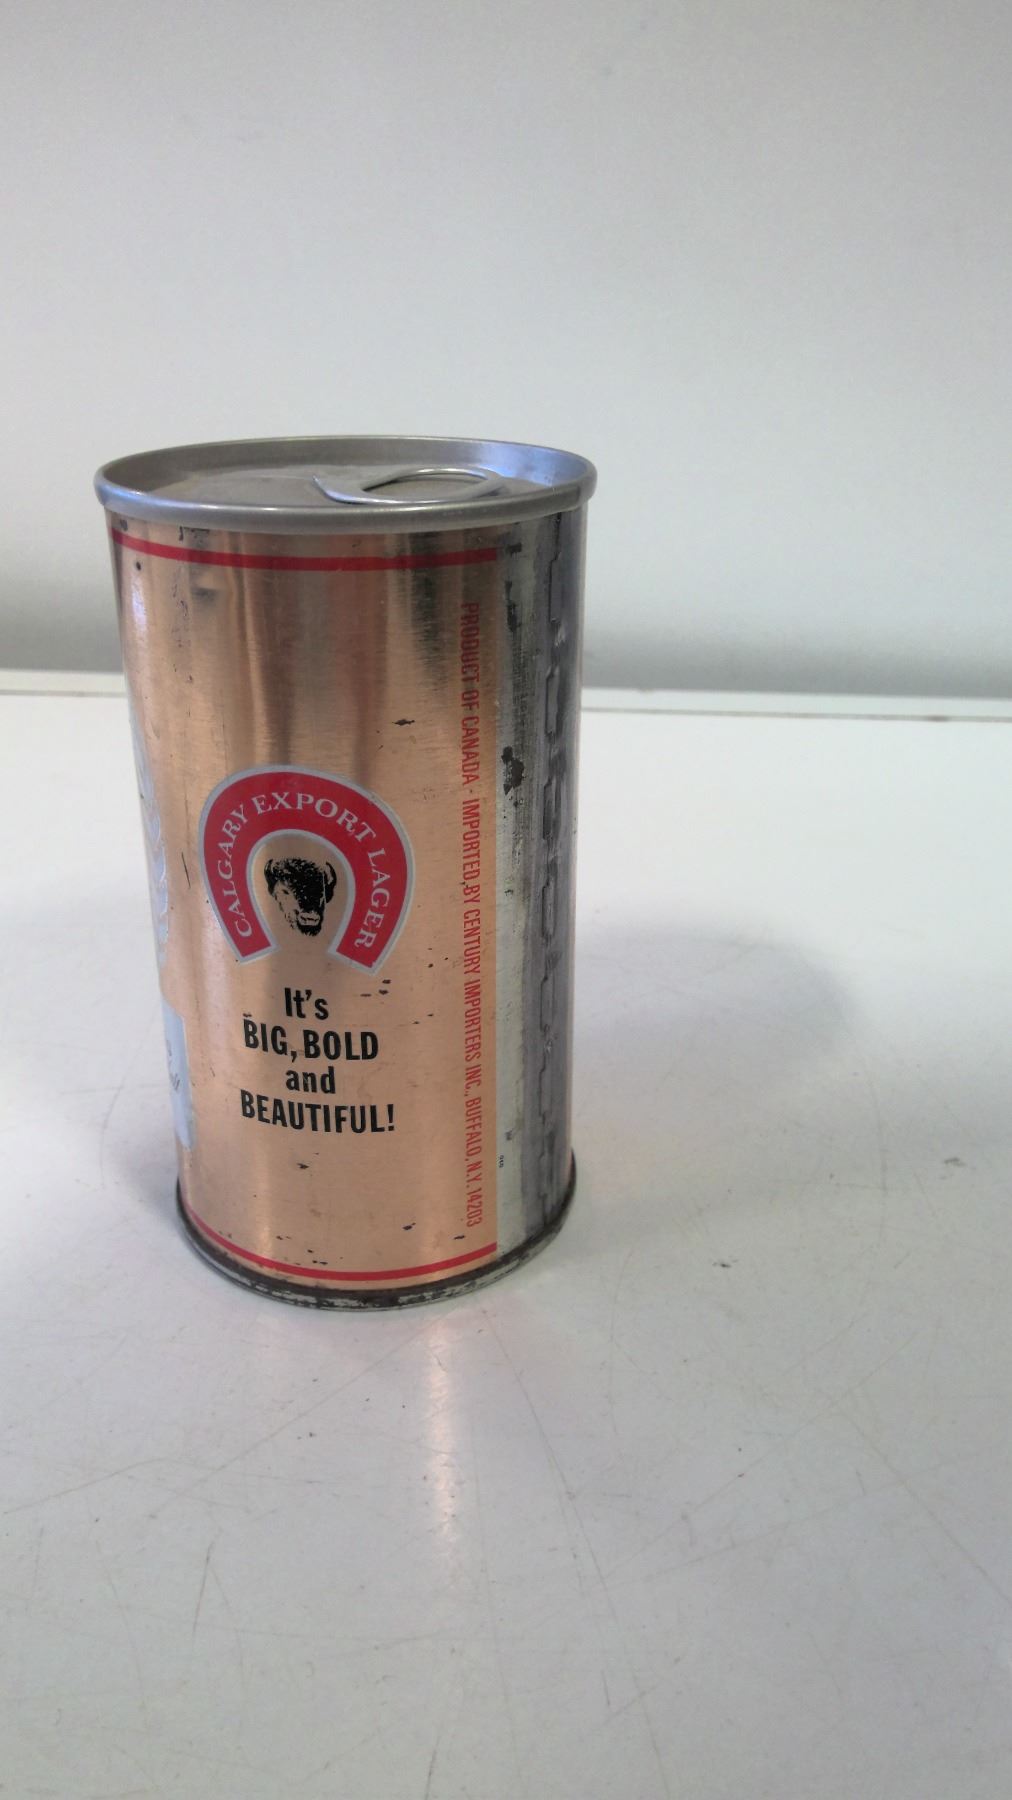 CALGARY EXPORT LAGER
It's
BIG, BOLD
and
BEAUTIFUL!
PRODUCT OF CANADA - IMPORTED BY CENTURY IMPORTERS INC., BUFFALO, N.Y. 14203